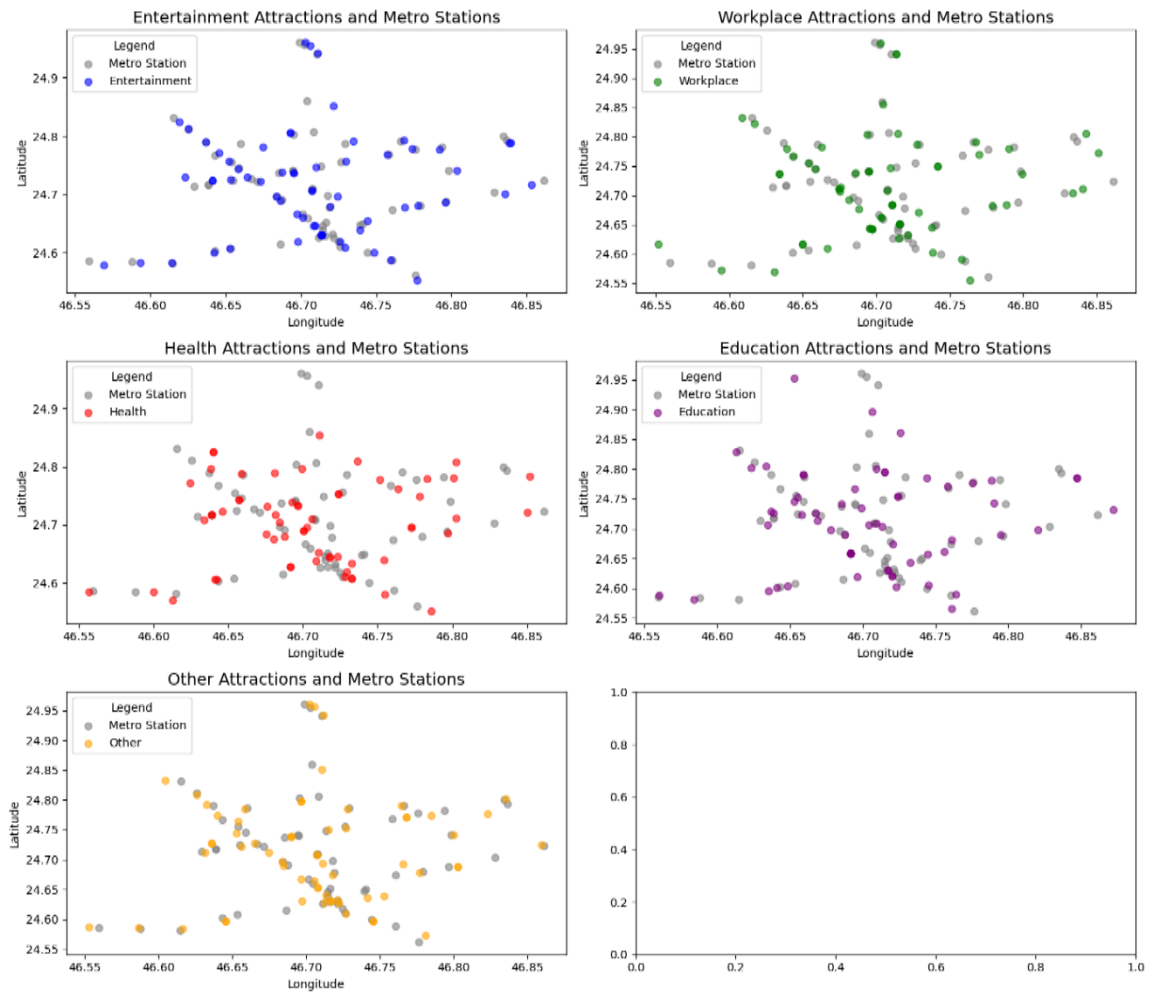 Entertainment Attractions and Metro Stations
Legend
Metro Station
Entertainment
24.9
24.8
24.7
24.6
Latitude
46.55 46.60 46.65 46.70 46.75 46.80 46.85
Longitude
Workplace Attractions and Metro Stations
Legend
Metro Station
Workplace
24.95
24.90
24.85
24.80
24.75
24.70
24.65
24.60
24.55
Latitude
46.55 46.60 46.65 46.70 46.75 46.80 46.85
Longitude
Health Attractions and Metro Stations
Legend
Metro Station
Health
24.9
24.8
24.7
24.6
Latitude
46.55 46.60 46.65 46.70 46.75 46.80 46.85
Longitude
Education Attractions and Metro Stations
Legend
Metro Station
Education
24.95
24.90
24.85
24.80
24.75
24.70
24.65
24.60
24.55
Latitude
46.55 46.60 46.65 46.70 46.75 46.80 46.85
Longitude
Other Attractions and Metro Stations
Legend
Metro Station
Other
24.95
24.90
24.85
24.80
24.75
24.70
24.65
24.60
24.55
Latitude
46.55 46.60 46.65 46.70 46.75 46.80 46.85
Longitude
1.0
0.8
0.6
0.4
0.2
0.0
0.0 0.2 0.4 0.6 0.8 1.0